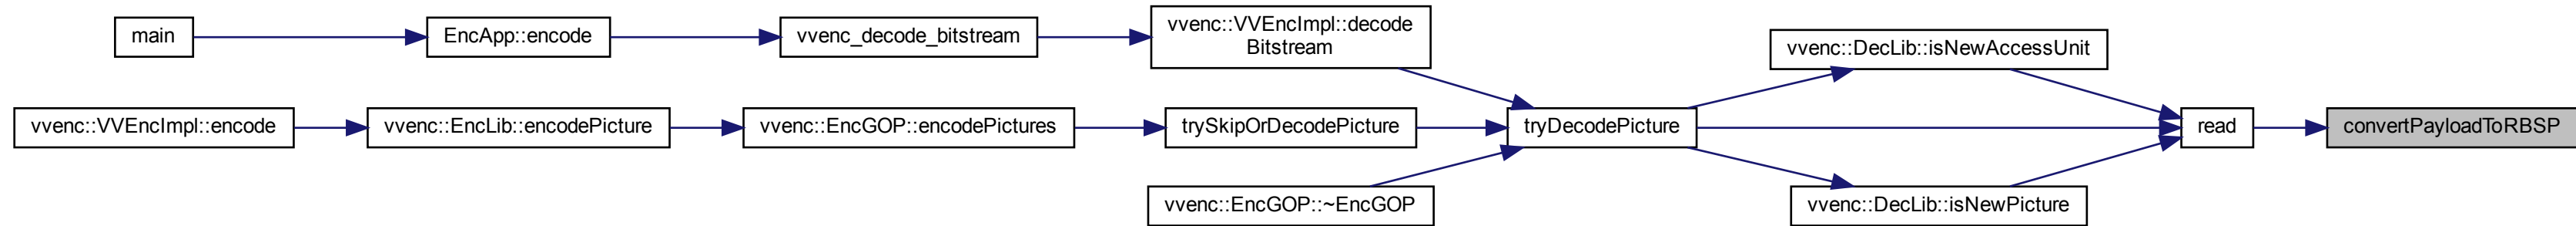 main
EncApp::encode
vvenc_decode_bitstream
vvenc::VVEncImpl::decode
Bitstream
vvenc::DecLib::isNewAccessUnit
vvenc::VVEncImpl::encode
vvenc::EncLib::encodePicture
vvenc::EncGOP::encodePictures
trySkipOrDecodePicture
tryDecodePicture
read
convertPayloadToRBSP
vvenc::EncGOP::~EncGOP
vvenc::DecLib::isNewPicture